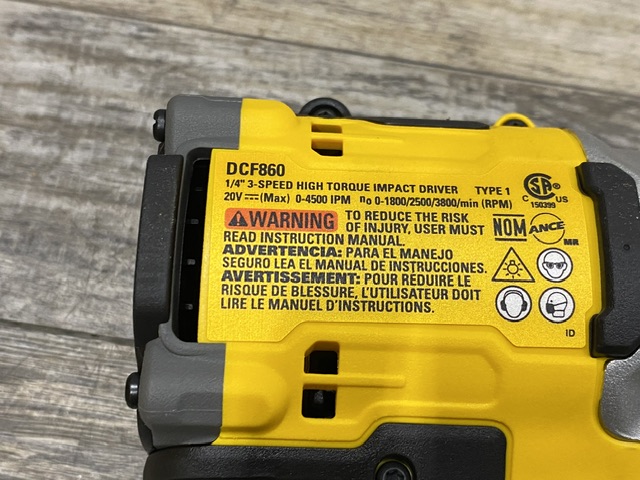 DCF860
1/4" 3-SPEED HIGH TORQUE IMPACT DRIVER TYPE 1
20V ⎓ (Max) 0-4500 IPM n₀ 0-1800/2500/3800/min (RPM)
C SA US
150399
WARNING TO REDUCE THE RISK
OF INJURY, USER MUST
READ INSTRUCTION MANUAL.
ADVERTENCIA: PARA EL MANEJO
SEGURO LEA EL MANUAL DE INSTRUCCIONES.
AVERTISSEMENT: POUR RÉDUIRE LE
RISQUE DE BLESSURE, L'UTILISATEUR DOIT
LIRE LE MANUEL D'INSTRUCTIONS.
NOM ANCE
MR
ID